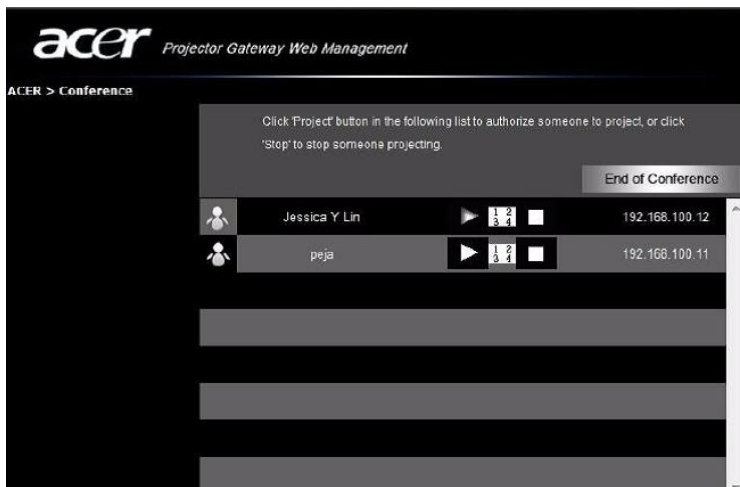 acer Projector Gateway Web Management
ACER > Conference
Click 'Project' button in the following list to authorize someone to project, or click
'Stop' to stop someone projecting.
End of Conference
Jessica Y Lin 1 2 3 4 192.168.100.12
peja 1 2 3 4 192.168.100.11